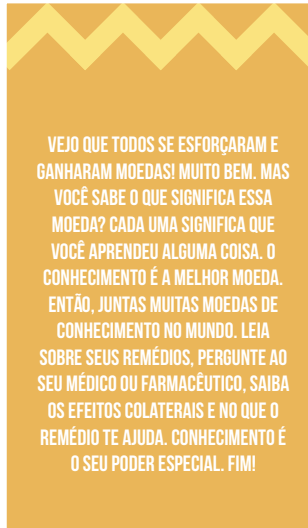 VEJO QUE TODOS SE ESFORÇARAM E
GANHARAM MOEDAS! MUITO BEM. MAS
VOCÊ SABE O QUE SIGNIFICA ESSA
MOEDA? CADA UMA SIGNIFICA QUE
VOCÊ APRENDEU ALGUMA COISA. O
CONHECIMENTO É A MELHOR MOEDA.
ENTÃO, JUNTAS MUITAS MOEDAS DE
CONHECIMENTO NO MUNDO. LEIA
SOBRE SEUS REMÉDIOS, PERGUNTE AO
SEU MÉDICO OU FARMACÊUTICO, SAIBA
OS EFEITOS COLATERAIS E NO QUE O
REMÉDIO TE AJUDA. CONHECIMENTO É
O SEU PODER ESPECIAL. FIM!